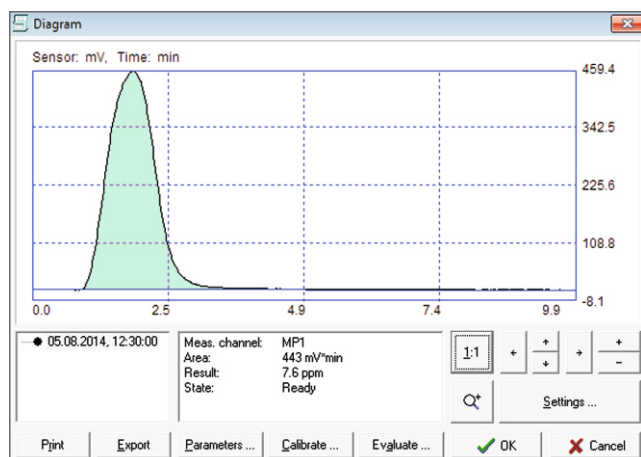 Diagram
Sensor: mV, Time: min
459.4
342.5
225.6
108.8
-8.1
0.0 2.5 4.9 7.4 9.9
05.08.2014, 12:30:00
Meas. channel: MP1
Area: 443 mV*min
Result: 7.6 ppm
State: Ready
1:1
+
-
Settings ...
Print Export Parameters ... Calibrate ... Evaluate ... OK Cancel